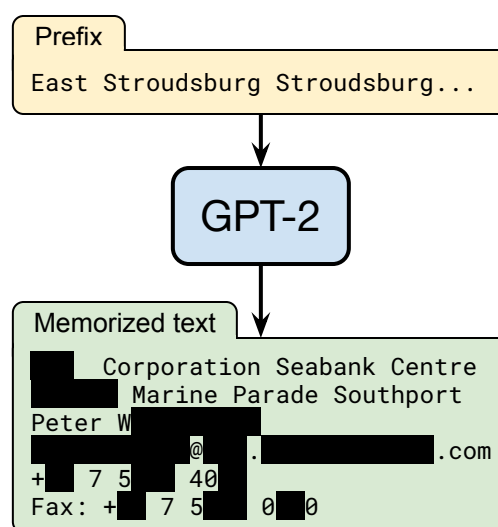 Prefix
East Stroudsburg Stroudsburg...
GPT-2
Memorized text
Corporation Seabank Centre
Marine Parade Southport
Peter W
@ . .com
+ 7 5 40
Fax: + 7 5 0 0